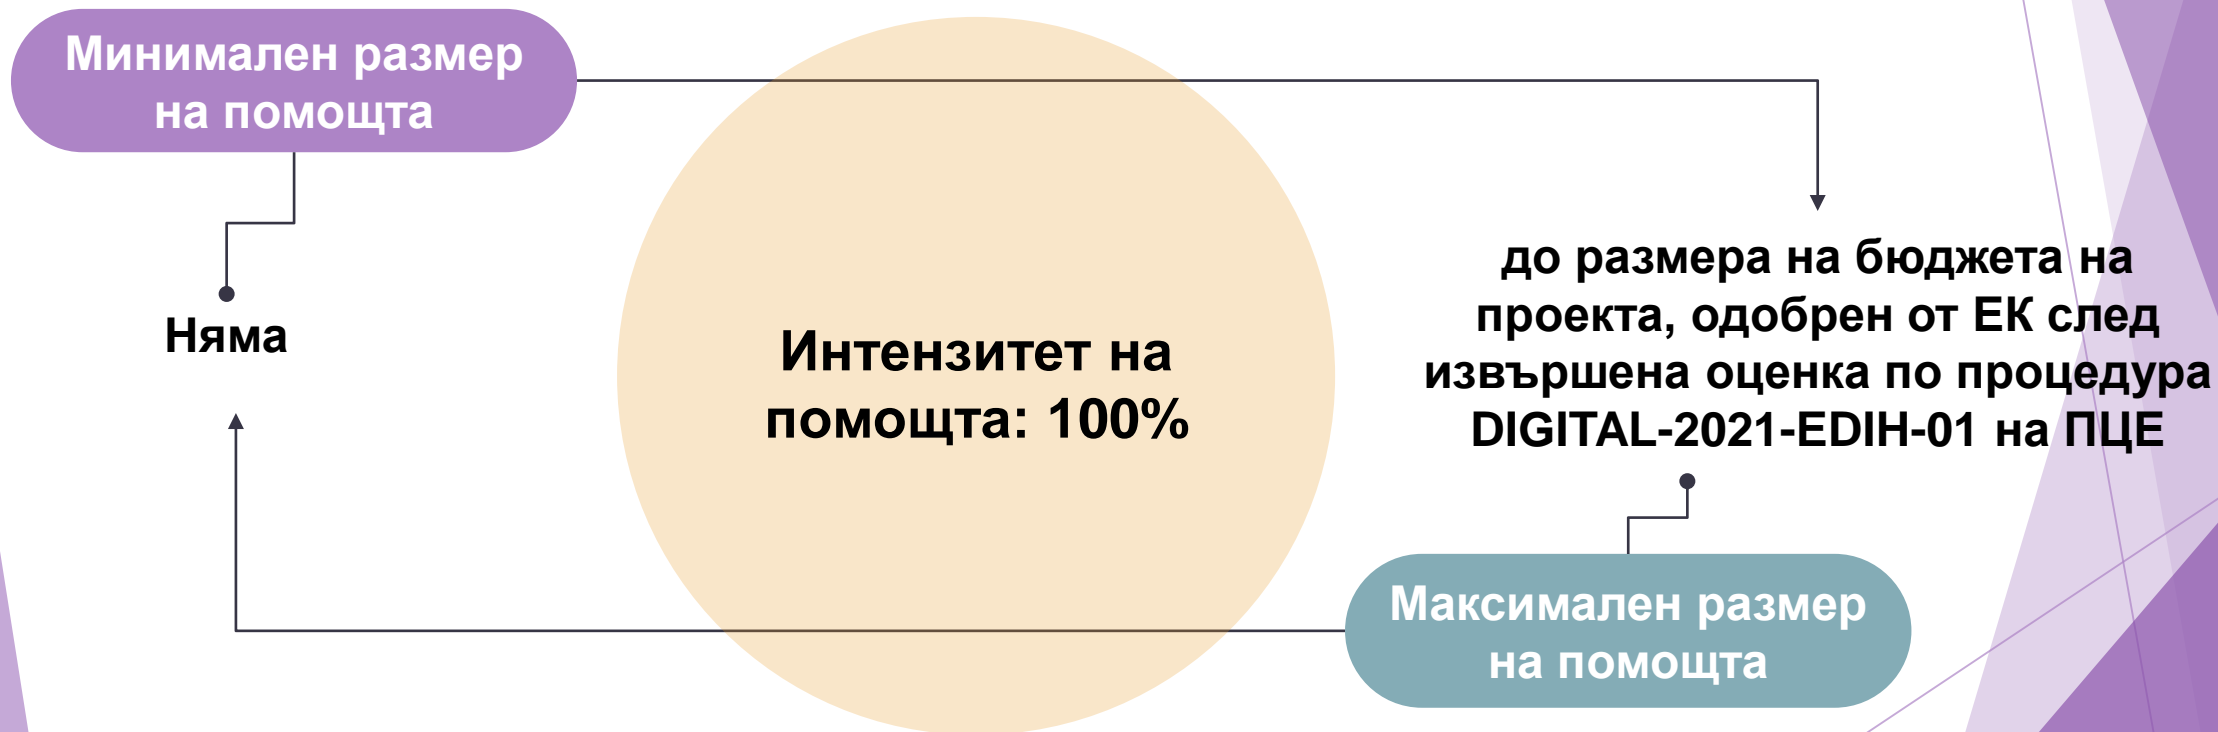 Минимален размер
на помощта
Няма
Интензитет на
помощта: 100%
до размера на бюджета на
проекта, одобрен от ЕК след
извършена оценка по процедура
DIGITAL-2021-EDIH-01 на ПЦЕ
Максимален размер
на помощта